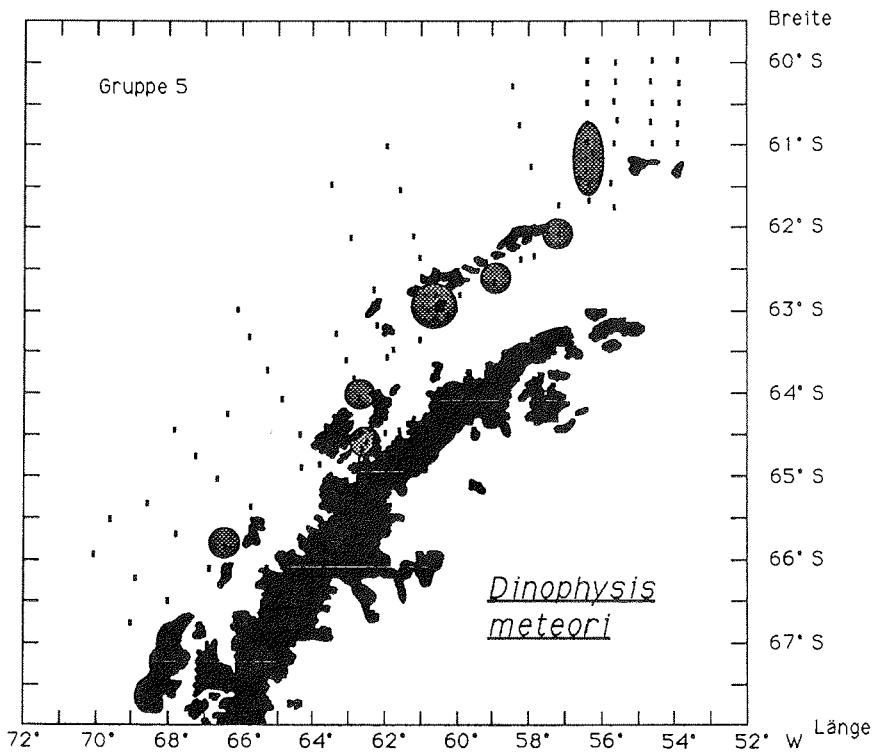 Breite
Gruppe 5
60° S
61° S
62° S
63° S
64° S
65° S
66° S
67° S
Dinophysis
meteori
72° 70° 68° 66° 64° 62° 60° 58° 56° 54° 52° W Länge